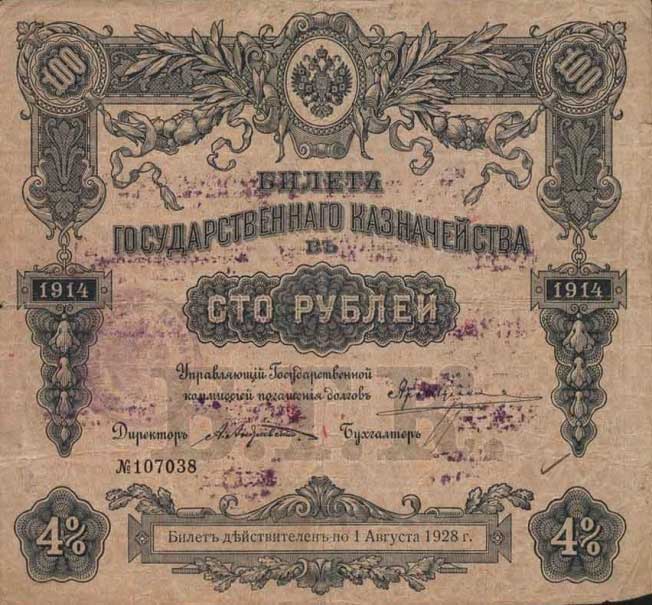 100 100
БИЛЕТЪ
ГОСУДАРСТВЕННАГО КАЗНАЧЕЙСТВА
ВЪ
1914 1914
СТО РУБЛЕЙ
Управляющій Государственной
коммиссіей погашенія долговъ
Директоръ Бухгалтеръ
№107038
4% 4%
Билетъ дѣйствителенъ по 1 Августа 1928 г.